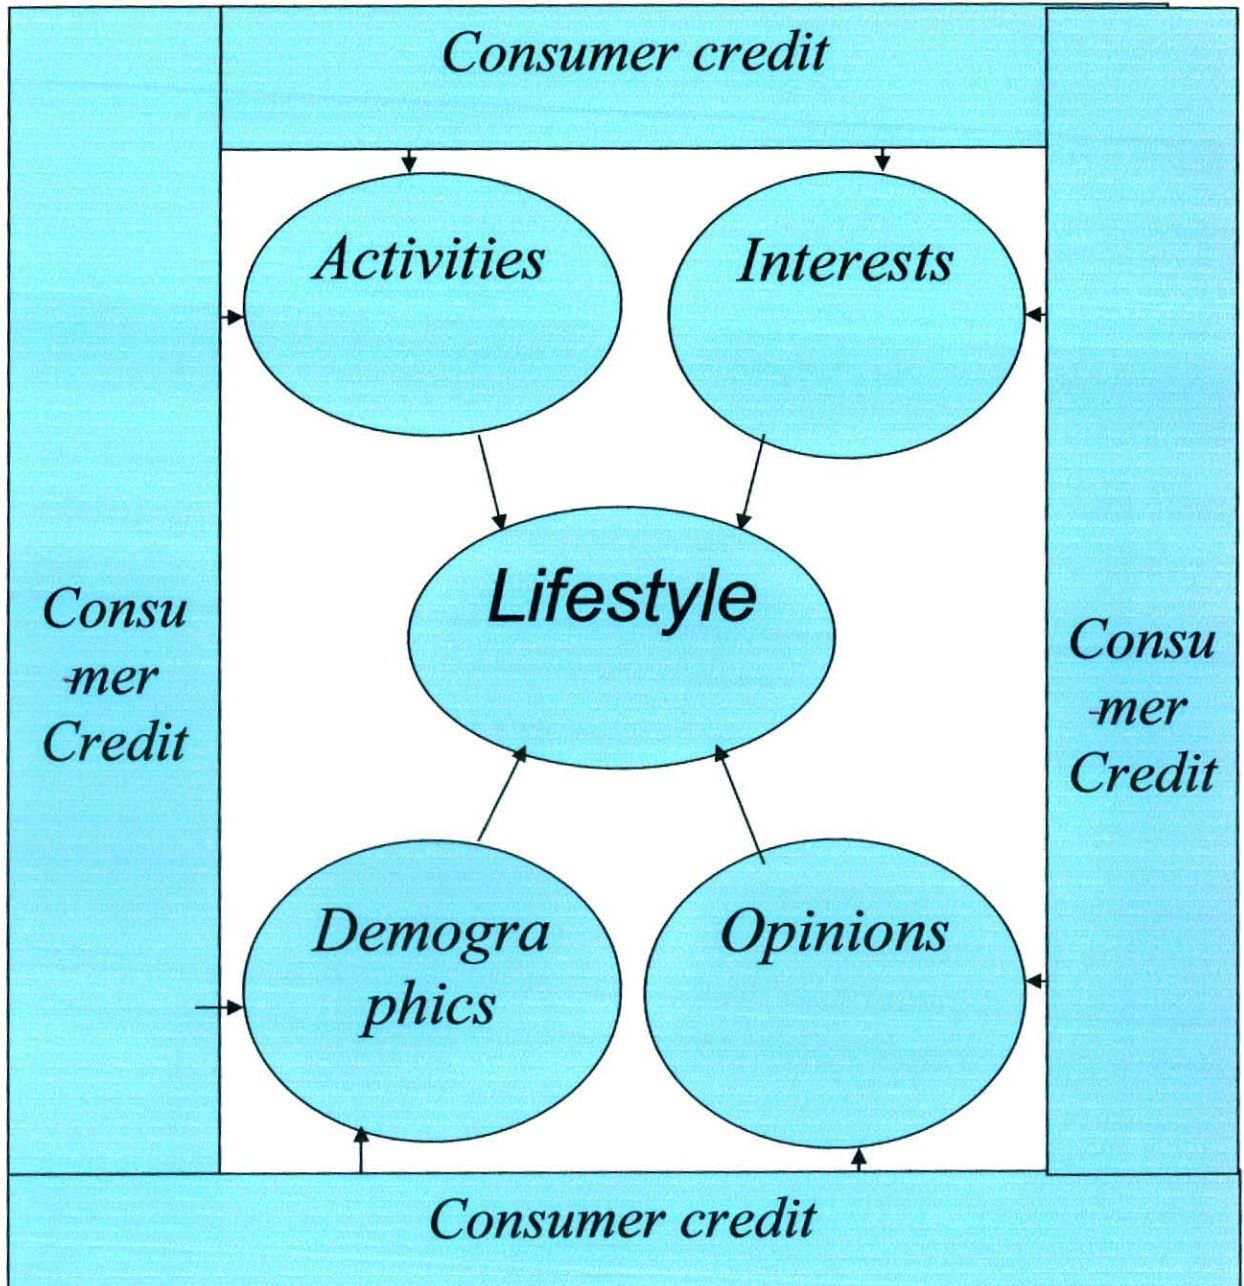 Consumer credit
Activities
Interests
Lifestyle
Consu
-mer
Credit
Consu
-mer
Credit
Demogra
phics
Opinions
Consumer credit